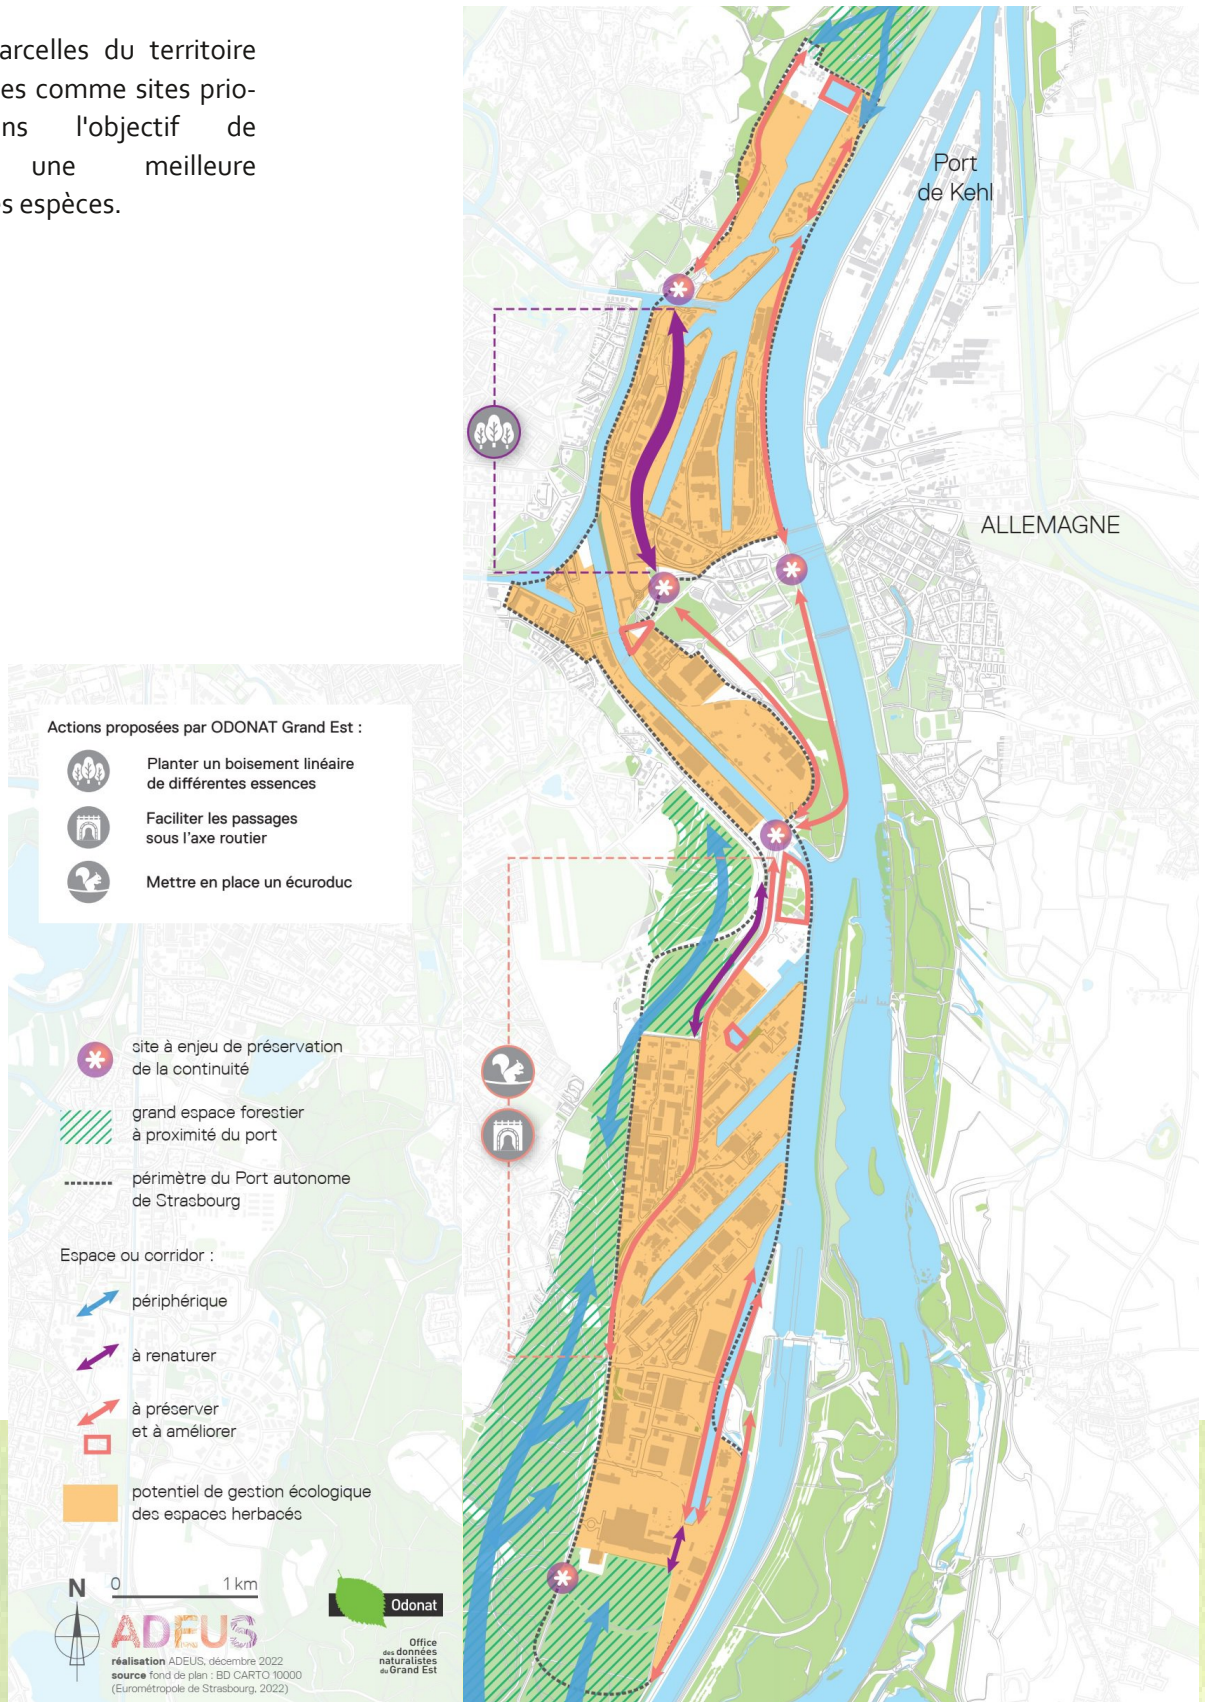 arcelles du territoire
es comme sites prio-
ns l'objectif de
une meilleure
s espèces.
Port
de Kehl
ALLEMAGNE
Actions proposées par ODONAT Grand Est :
Planter un boisement linéaire
de différentes essences
Faciliter les passages
sous l'axe routier
Mettre en place un écuroduc
site à enjeu de préservation
de la continuité
grand espace forestier
à proximité du port
périmètre du Port autonome
de Strasbourg
Espace ou corridor :
périphérique
à renaturer
à préserver
et à améliorer
potentiel de gestion écologique
des espaces herbacés
N
0 1 km
ADEUS
réalisation ADEUS, décembre 2022
source fond de plan : BD CARTO 10000
(Eurométropole de Strasbourg, 2022)
Odonat
Office
des données
naturalistes
du Grand Est